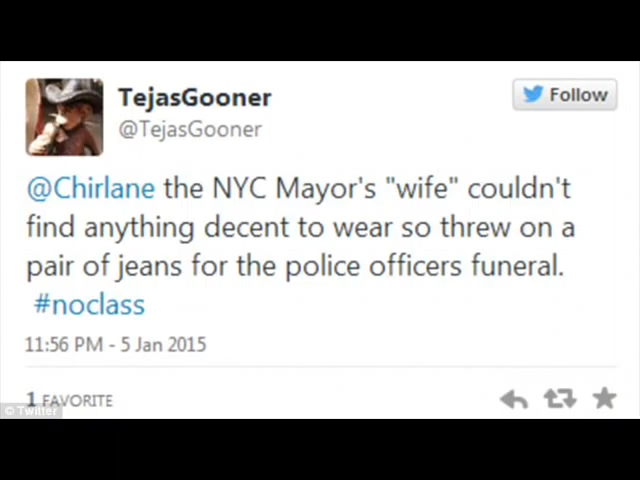 TejasGooner
Follow
@TejasGooner
@Chirlane the NYC Mayor's "wife" couldn't
find anything decent to wear so threw on a
pair of jeans for the police officers funeral.
#noclass
11:56 PM - 5 Jan 2015
1 FAVORITE
© Twitter